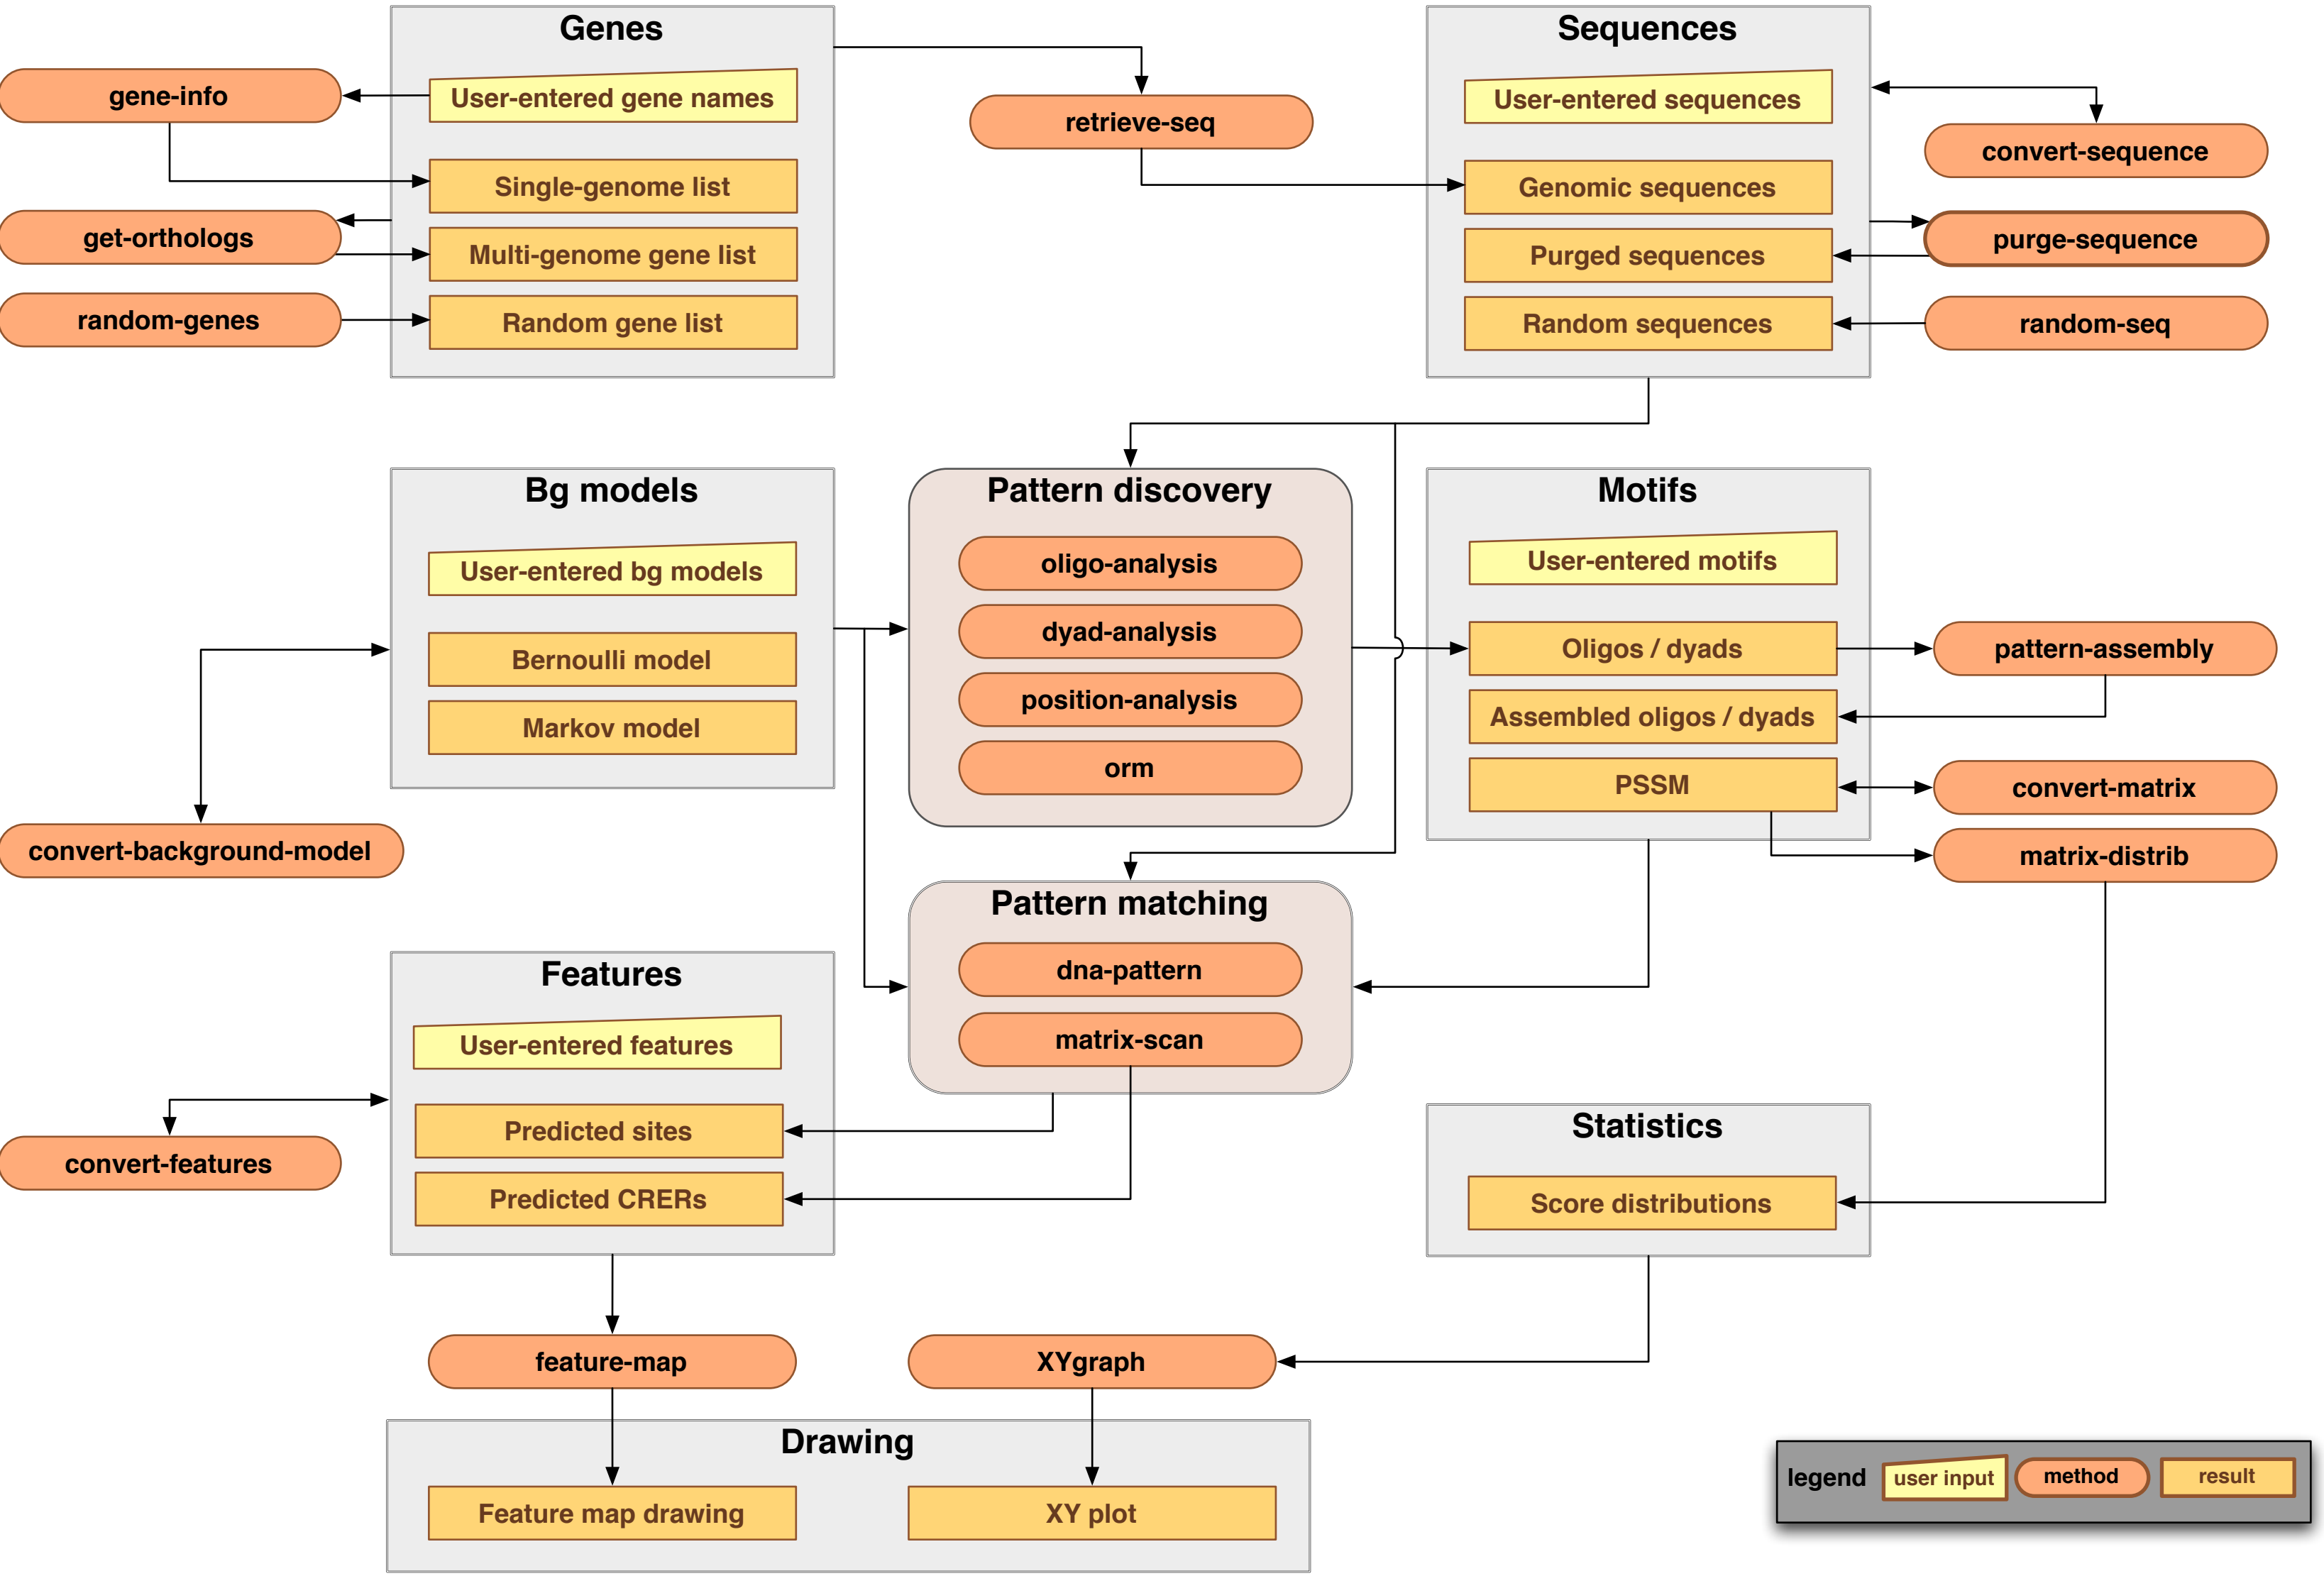 Genes
User-entered gene names
Single-genome list
Multi-genome gene list
Random gene list
gene-info
get-orthologs
random-genes
retrieve-seq
Sequences
User-entered sequences
Genomic sequences
Purged sequences
Random sequences
convert-sequence
purge-sequence
random-seq
Bg models
User-entered bg models
Bernoulli model
Markov model
convert-background-model
Pattern discovery
oligo-analysis
dyad-analysis
position-analysis
orm
Motifs
User-entered motifs
Oligos / dyads
Assembled oligos / dyads
PSSM
pattern-assembly
convert-matrix
matrix-distrib
Pattern matching
dna-pattern
matrix-scan
Features
User-entered features
Predicted sites
Predicted CRERs
convert-features
Statistics
Score distributions
feature-map
XYgraph
Drawing
Feature map drawing
XY plot
legend
user input
method
result